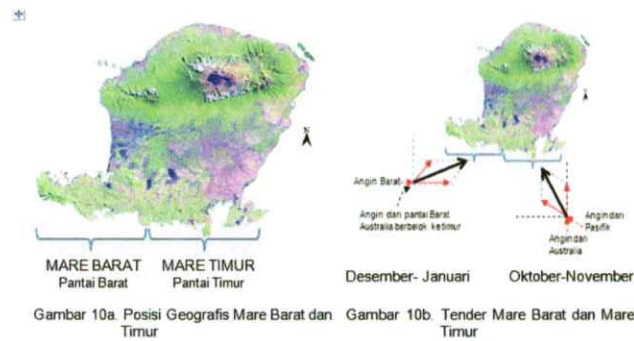 N
MARE BARAT
Pantai Barat
MARE TIMUR
Pantai Timur
Gambar 10a. Posisi Geografis Mare Barat dan
Timur
Angin Barat
Angin dari pantai Barat
Australia berbelok ketimur
Angin dari
Pasifik
Angin dari
Australia
Desember- Januari
Oktober-November
Gambar 10b. Tender Mare Barat dan Mare
Timur